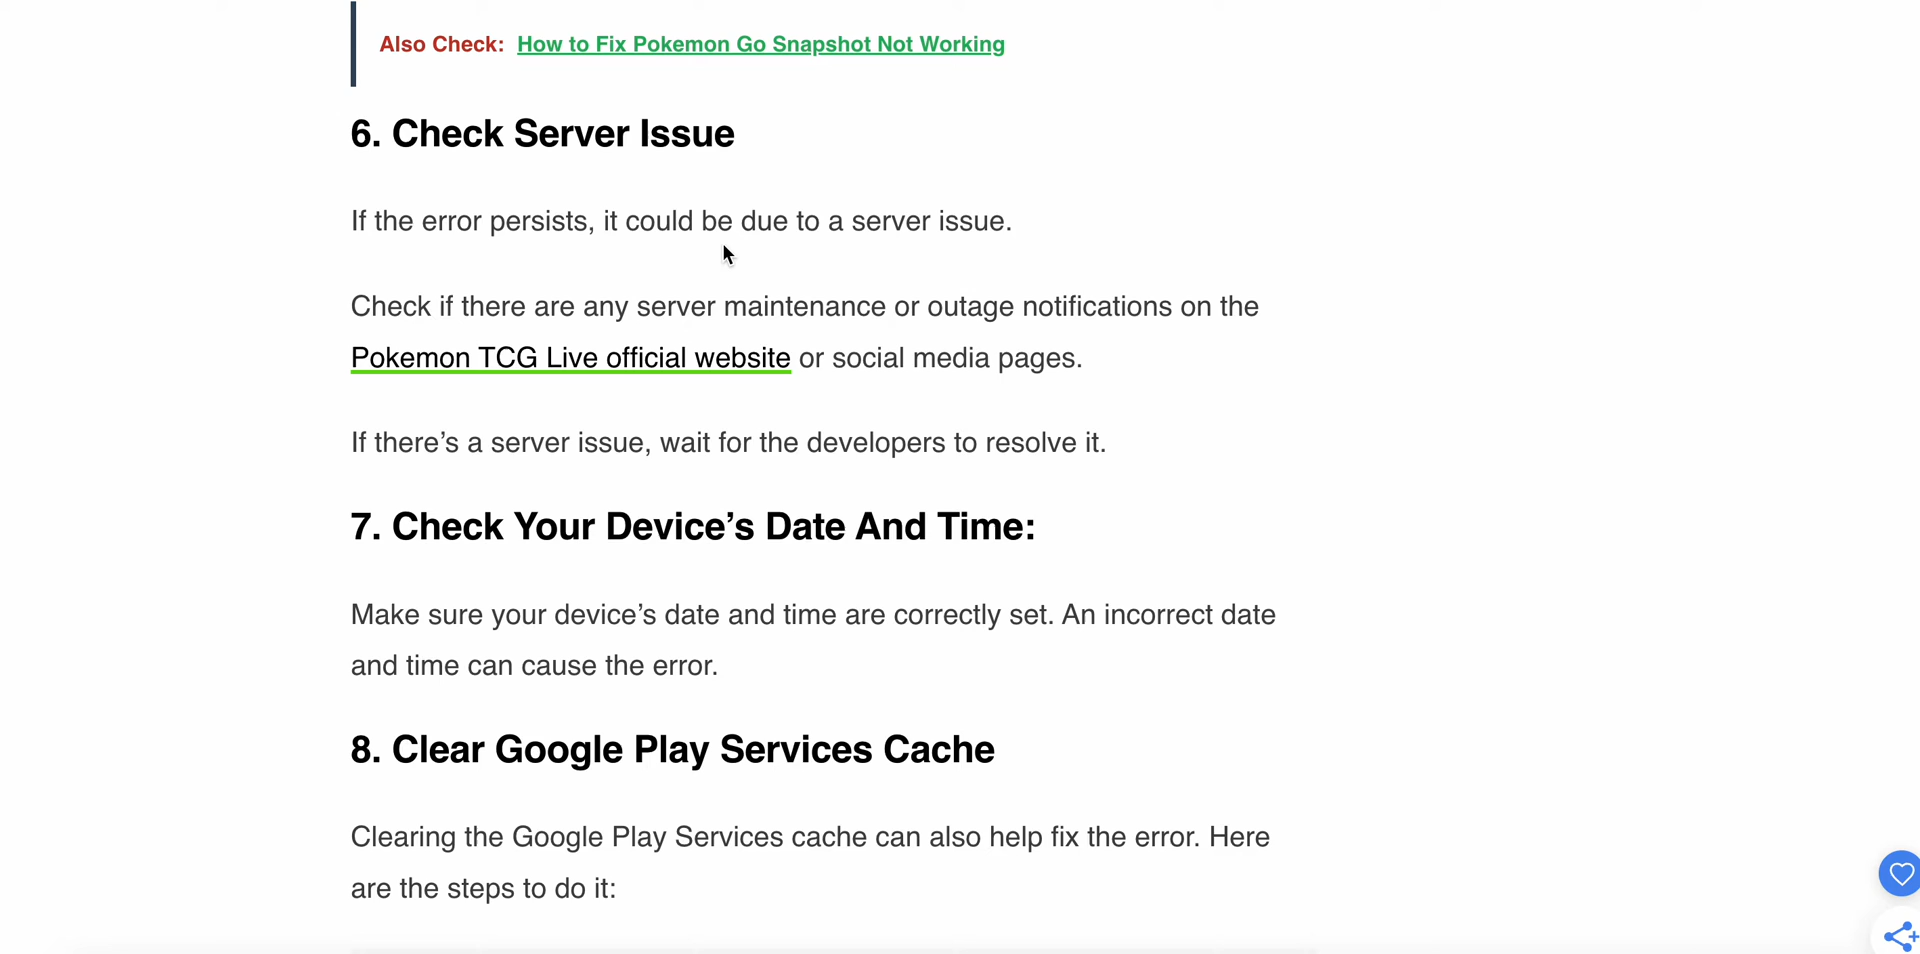 Also Check: How to Fix Pokemon Go Snapshot Not Working
6. Check Server Issue
If the error persists, it could be due to a server issue.
Check if there are any server maintenance or outage notifications on the
Pokemon TCG Live official website or social media pages.
If there’s a server issue, wait for the developers to resolve it.
7. Check Your Device’s Date And Time:
Make sure your device’s date and time are correctly set. An incorrect date
and time can cause the error.
8. Clear Google Play Services Cache
Clearing the Google Play Services cache can also help fix the error. Here
are the steps to do it: